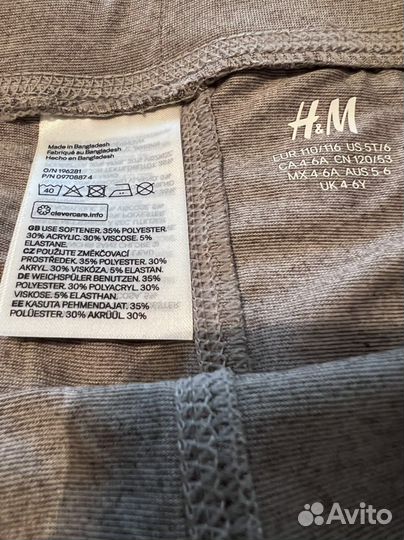 Made in Bangladesh
Fabriqué au Bangladesh
Hecho en Bangladesh
O/N 196281
P/N 0970887 4
40
clevercare.info
GB USE SOFTENER. 35% POLYESTER.
30% ACRYLIC. 30% VISCOSE. 5%
ELASTANE.
CZ POUŽIJTE ZMĚKČOVACÍ
PROSTŘEDEK. 35% POLYESTER. 30%
AKRYL. 30% VISKÓZA. 5% ELASTAN.
DE WEICHSPÜLER BENUTZEN. 35%
POLYESTER. 30% POLYACRYL. 30%
VISKOSE. 5% ELASTHAN.
EE KASUTA PEHMENDAJAT. 35%
POLÜESTER. 30% AKRÜÜL. 30%
H&M
EUR 110/116 US 5T/6
CA 4-6A CN 120/53
MX 4-6A AUS 5-6
UK 4-6Y
Avito